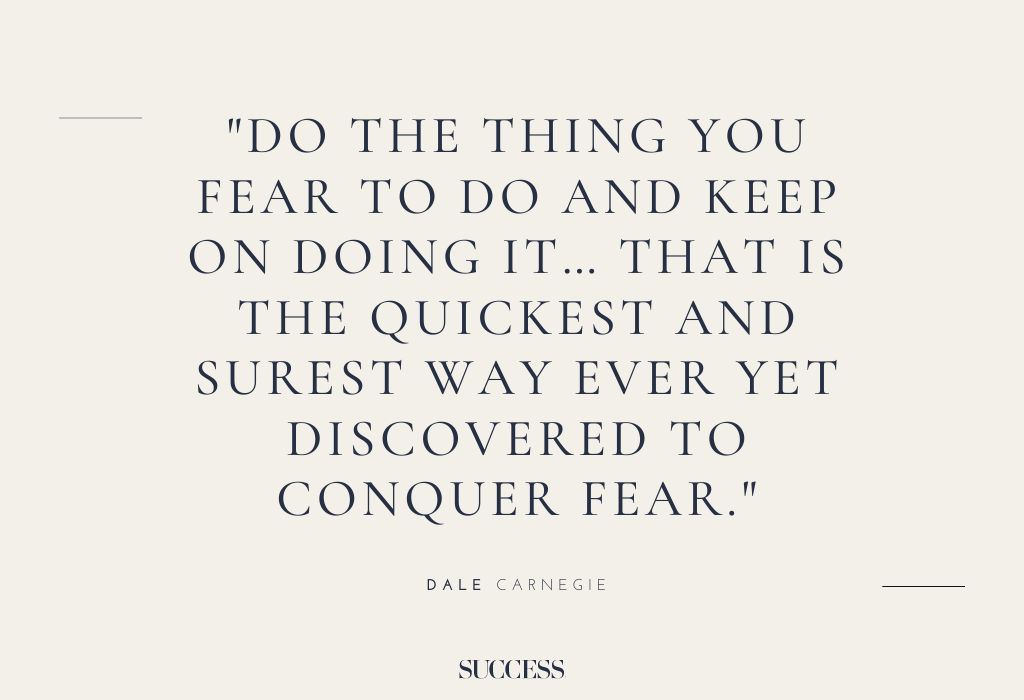 "DO THE THING YOU
FEAR TO DO AND KEEP
ON DOING IT... THAT IS
THE QUICKEST AND
SUREST WAY EVER YET
DISCOVERED TO
CONQUER FEAR."
DALE CARNEGIE
SUCCESS